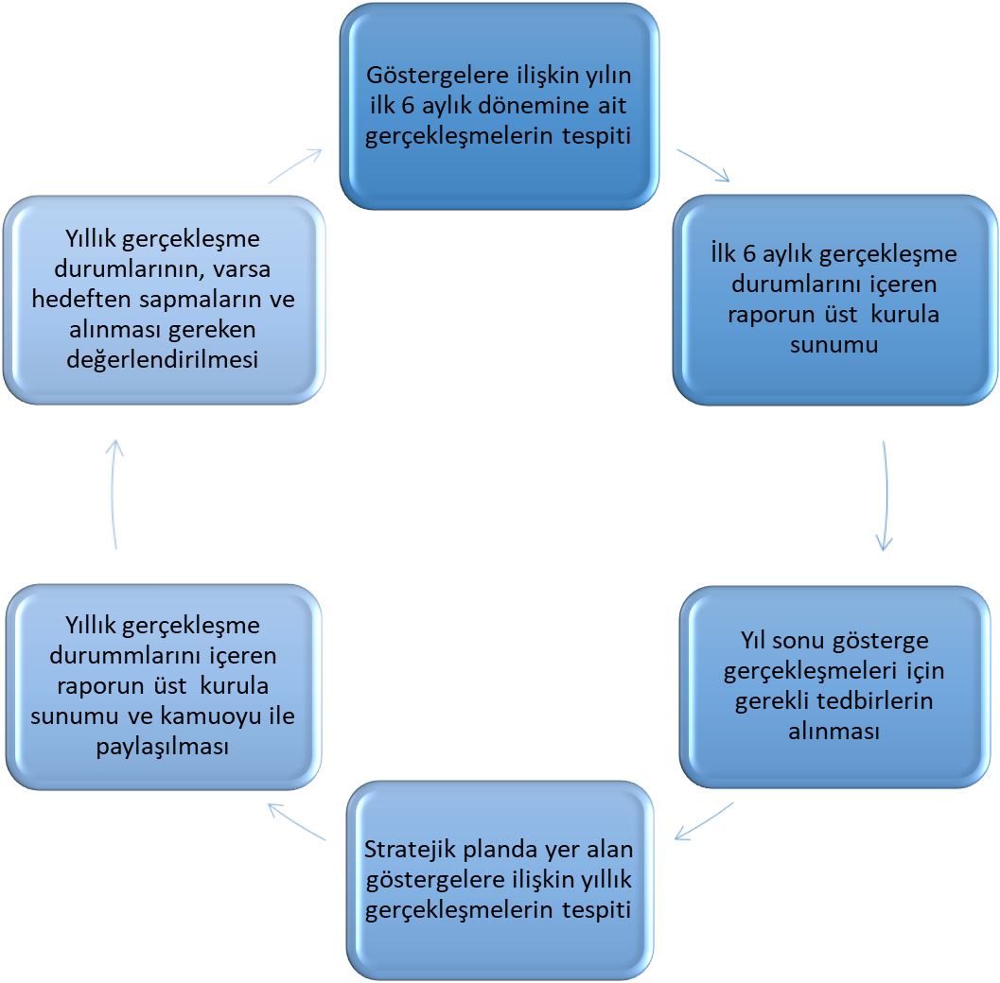 Göstergelere ilişkin yılın
ilk 6 aylık dönemine ait
gerçekleşmelerin tespiti
İlk 6 aylık gerçekleşme
durumlarını içeren
raporun üst  kurula
sunumu
Yıl sonu gösterge
gerçekleşmeleri için
gerekli tedbirlerin
alınması
Stratejik planda yer alan
göstergelere ilişkin yıllık
gerçekleşmelerin tespiti
Yıllık gerçekleşme
durummlarını içeren
raporun üst  kurula
sunumu ve kamuoyu ile
paylaşılması
Yıllık gerçekleşme
durumlarının, varsa
hedeften sapmaların ve
alınması gereken
değerlendirilmesi